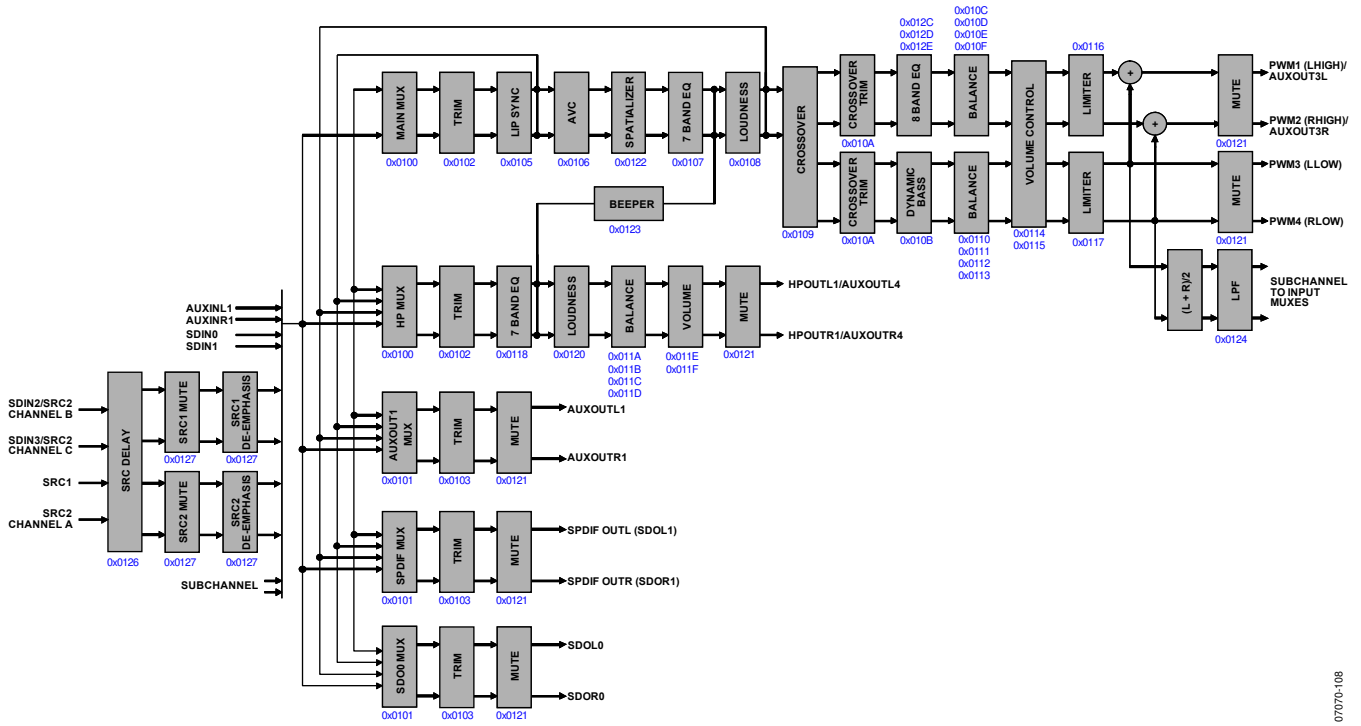 MAIN MUX
0x0100
TRIM
0x0102
LIP SYNC
0x0105
AVC
0x0106
SPATIALIZER
0x0122
7 BAND EQ
0x0107
LOUDNESS
0x0108
BEEPER
0x0123
CROSSOVER
0x0109
CROSSOVER
TRIM
0x010A
0x012C
0x012D
0x012E
8 BAND EQ
0x010C
0x010D
0x010E
0x010F
BALANCE
CROSSOVER
TRIM
0x010A
DYNAMIC
BASS
0x010B
BALANCE
0x0110
0x0111
0x0112
0x0113
VOLUME CONTROL
0x0114
0x0115
0x0116
LIMITER
LIMITER
0x0117
+
+
MUTE
0x0121
MUTE
0x0121
PWM1 (LHIGH)/
AUXOUT3L
PWM2 (RHIGH)/
AUXOUT3R
PWM3 (LLOW)
PWM4 (RLOW)
(L + R)/2
LPF
0x0124
SUBCHANNEL
TO INPUT
MUXES
HP MUX
0x0100
TRIM
0x0102
7 BAND EQ
0x0118
LOUDNESS
0x0120
BALANCE
0x011A
0x011B
0x011C
0x011D
VOLUME
0x011E
0x011F
MUTE
0x0121
HPOUTL1/AUXOUTL4
HPOUTR1/AUXOUTR4
AUXINL1
AUXINR1
SDIN0
SDIN1
SDIN2/SRC2
CHANNEL B
SDIN3/SRC2
CHANNEL C
SRC1
SRC2
CHANNEL A
SRC DELAY
0x0126
SRC1 MUTE
0x0127
SRC1
DE-EMPHASIS
0x0127
SRC2 MUTE
0x0127
SRC2
DE-EMPHASIS
0x0127
SUBCHANNEL
AUXOUT1
MUX
0x0101
TRIM
0x0103
MUTE
0x0121
AUXOUTL1
AUXOUTR1
SPDIF MUX
0x0101
TRIM
0x0103
MUTE
0x0121
SPDIF OUTL (SDOL1)
SPDIF OUTR (SDOR1)
SDO0 MUX
0x0101
TRIM
0x0103
MUTE
0x0121
SDOL0
SDOR0
07070-108